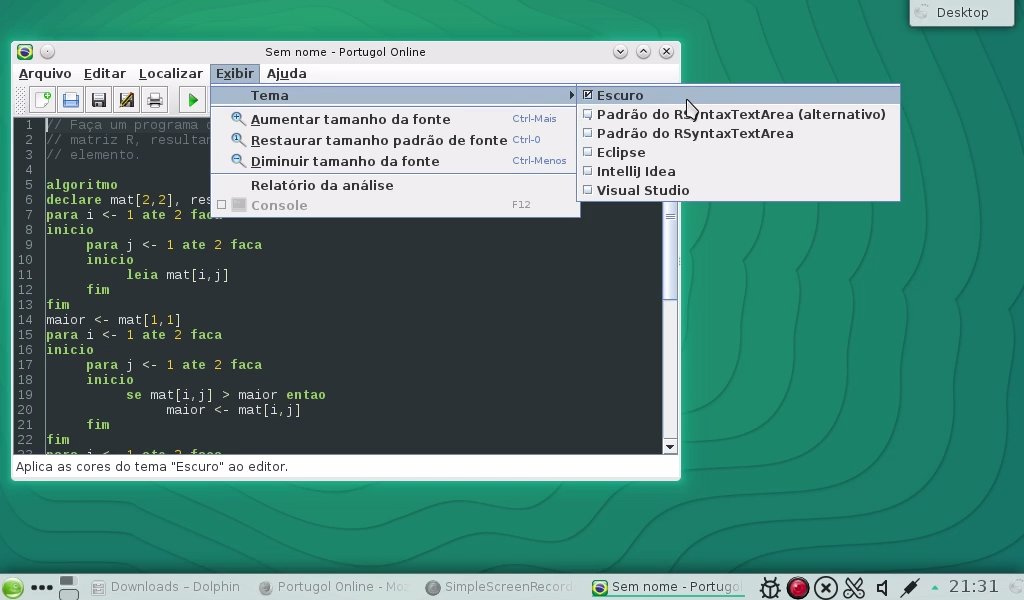 Desktop
Sem nome - Portugol Online
Arquivo Editar Localizar Exibir Ajuda
Tema
Aumentar tamanho da fonte Ctrl-Mais
Restaurar tamanho padrão de fonte Ctrl-0
Diminuir tamanho da fonte Ctrl-Menos
Relatório da análise
Console F12
Escuro
Padrão do RSyntaxTextArea (alternativo)
Padrão do RSyntaxTextArea
Eclipse
IntelliJ Idea
Visual Studio
1 // Faça um programa
2 // matriz R, resultan
3 // elemento.
4
5 algoritmo
6 declare mat[2,2], res
7 para i <- 1 ate 2 faca
8 inicio
9 para j <- 1 ate 2 faca
10 inicio
11 leia mat[i,j]
12 fim
13 fim
14 maior <- mat[1,1]
15 para i <- 1 ate 2 faca
16 inicio
17 para j <- 1 ate 2 faca
18 inicio
19 se mat[i,j] > maior entao
20 maior <- mat[i,j]
21 fim
22 fim
23 para i <- 1 ate 2 faca
Aplica as cores do tema "Escuro" ao editor.
Downloads – Dolphin Portugol Online - Moz SimpleScreenRecord Sem nome - Portugol 21:31